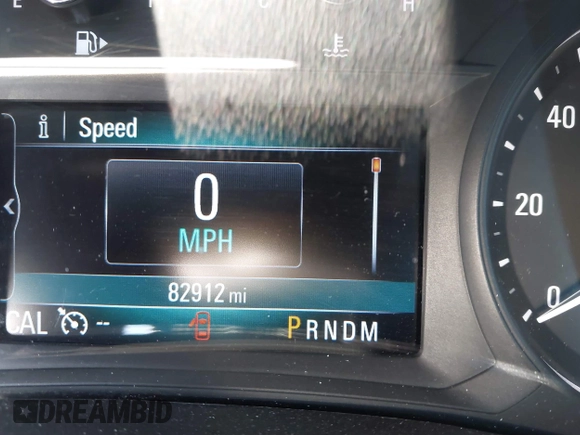 E F C H
Speed
40
0
20
MPH
82912 mi
0
CAL -- PRNDM
DREAMBID